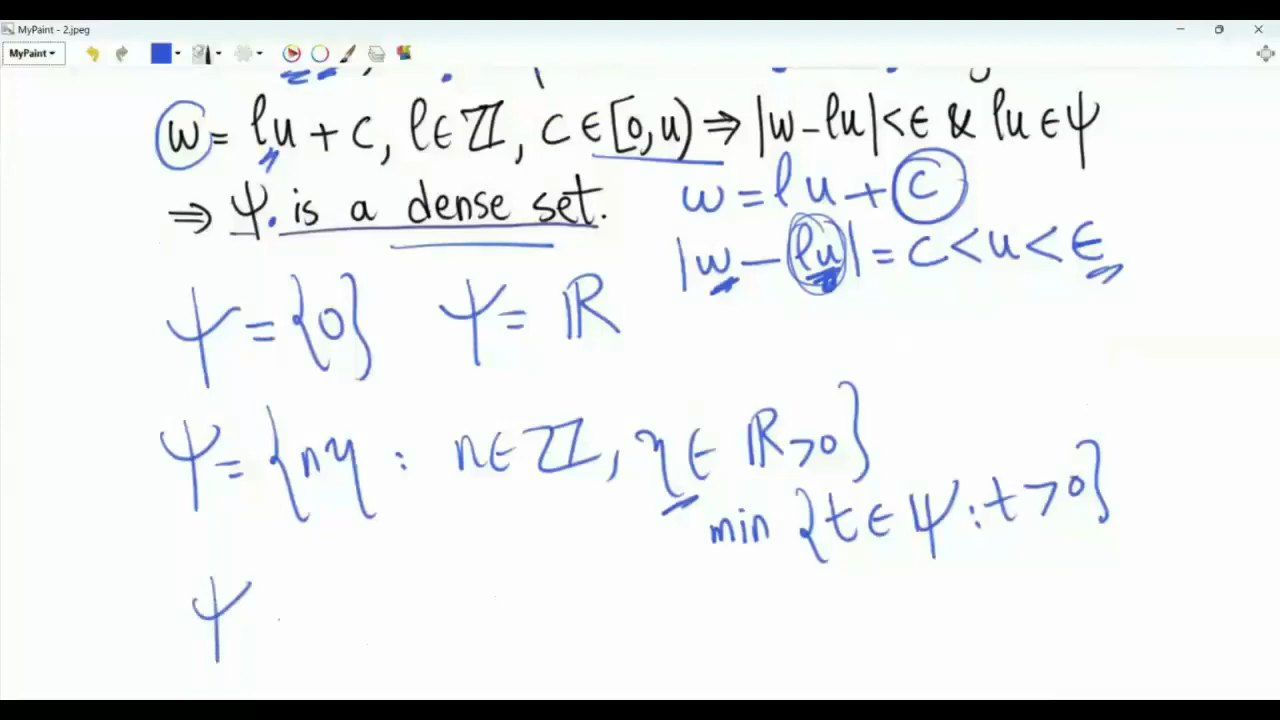 MyPaint - 2.jpeg
MyPaint
w = lu + c, l ∈ ℤ, c ∈ [0, u) ⇒ |w - lu| < ϵ & lu ∈ Ψ
⇒ Ψ is a dense set.
w = lu + c
|w - lu| = c < u < ϵ
Ψ = {0} Ψ = ℝ
Ψ = {nη : n ∈ ℤ, η ∈ ℝ>0}
min {t ∈ Ψ : t > 0}
Ψ